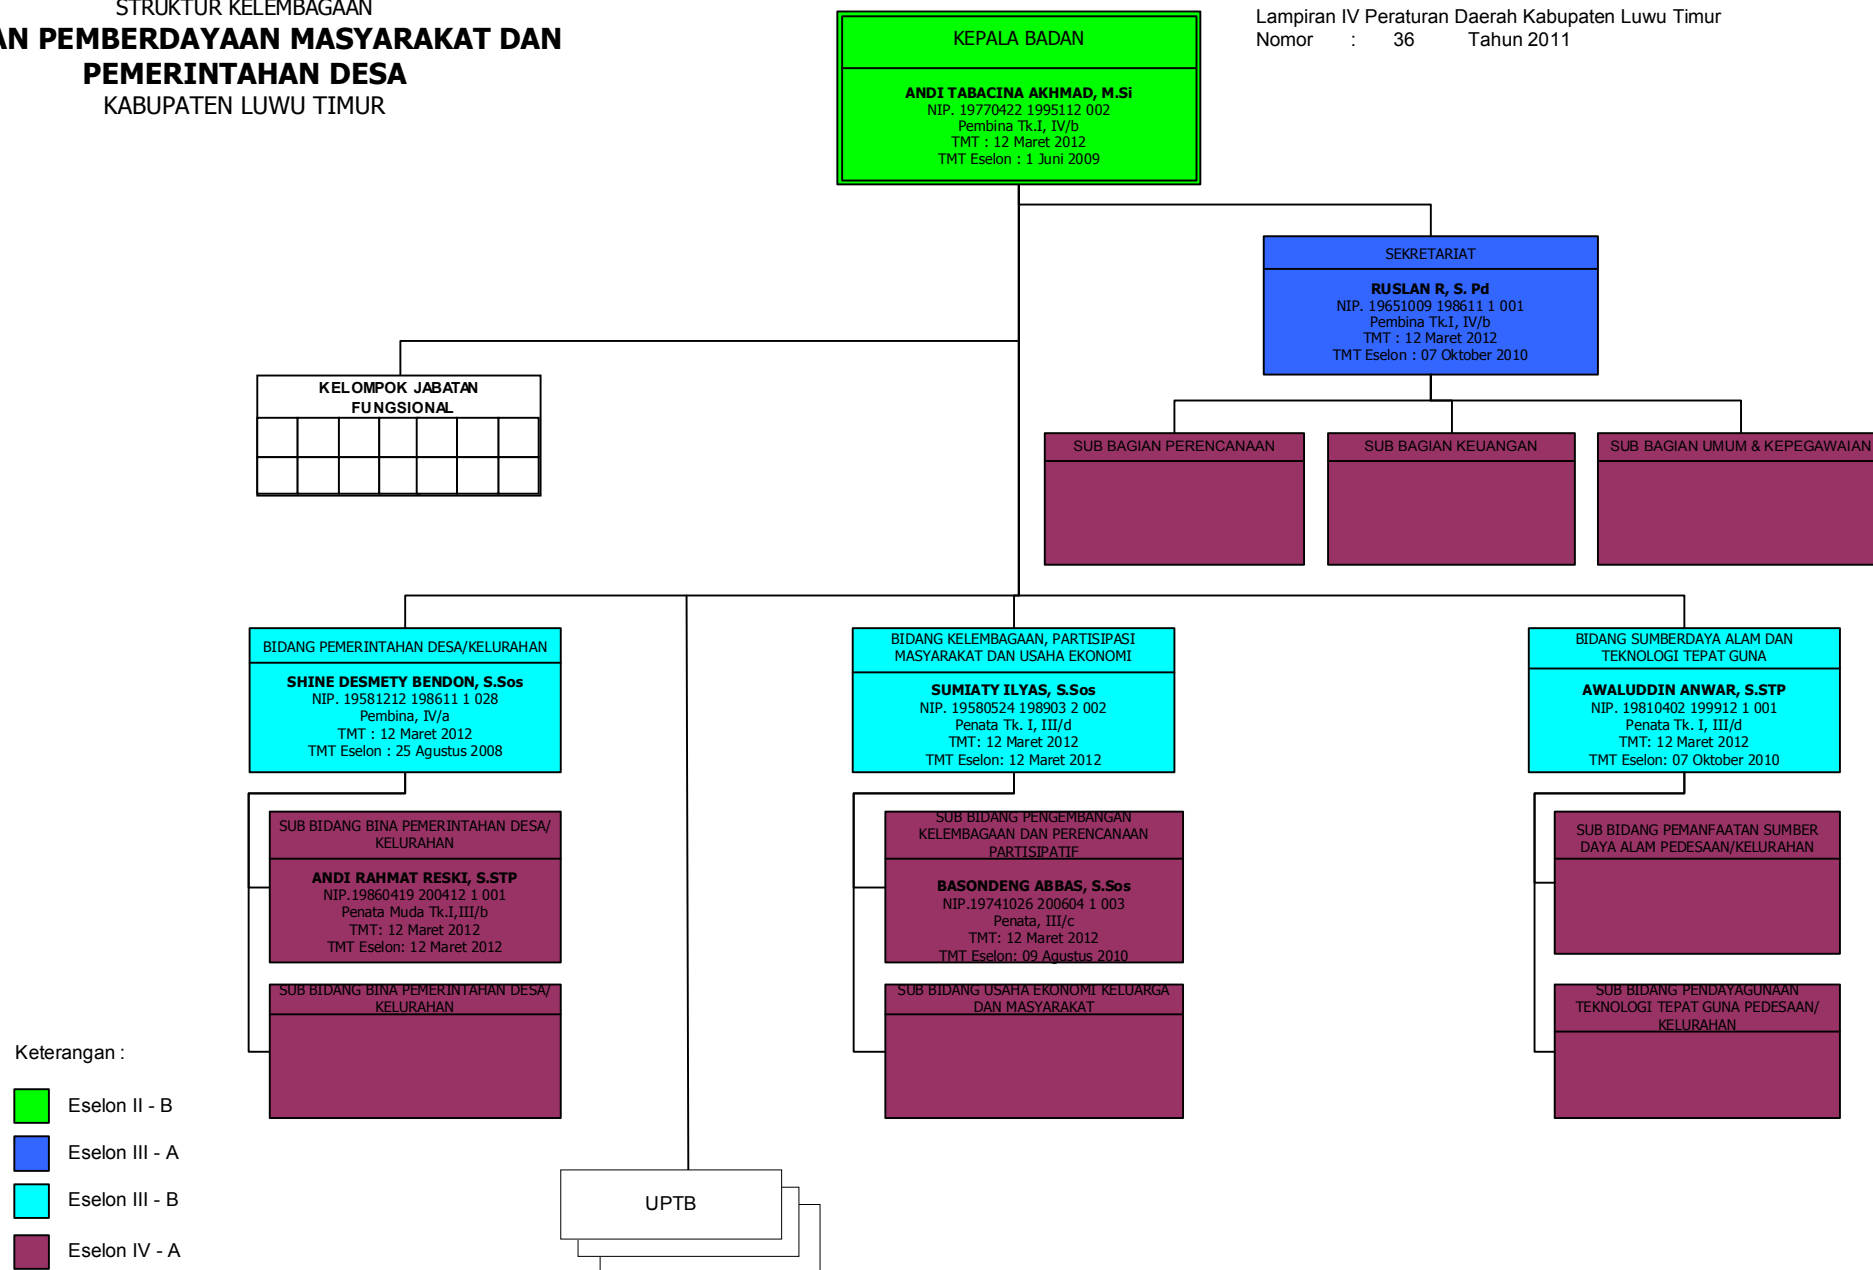 STRUKTUR KELEMBAGAAN
AN PEMBERDAYAAN MASYARAKAT DAN
PEMERINTAHAN DESA
KABUPATEN LUWU TIMUR
Lampiran IV Peraturan Daerah Kabupaten Luwu Timur
Nomor : 36 Tahun 2011
KEPALA BADAN
ANDI TABACINA AKHMAD, M.Si
NIP. 19770422 1995112 002
Pembina Tk.I, IV/b
TMT : 12 Maret 2012
TMT Eselon : 1 Juni 2009
SEKRETARIAT
RUSLAN R, S. Pd
NIP. 19651009 198611 1 001
Pembina Tk.I, IV/b
TMT : 12 Maret 2012
TMT Eselon : 07 Oktober 2010
KELOMPOK JABATAN
FUNGSIONAL
SUB BAGIAN PERENCANAAN
SUB BAGIAN KEUANGAN
SUB BAGIAN UMUM & KEPEGAWAIAN
BIDANG PEMERINTAHAN DESA/KELURAHAN
SHINE DESMETY BENDON, S.Sos
NIP. 19581212 198611 1 028
Pembina, IV/a
TMT : 12 Maret 2012
TMT Eselon : 25 Agustus 2008
BIDANG KELEMBAGAAN, PARTISIPASI
MASYARAKAT DAN USAHA EKONOMI
SUMIATY ILYAS, S.Sos
NIP. 19580524 198903 2 002
Penata Tk. I, III/d
TMT: 12 Maret 2012
TMT Eselon: 12 Maret 2012
BIDANG SUMBERDAYA ALAM DAN
TEKNOLOGI TEPAT GUNA
AWALUDDIN ANWAR, S.STP
NIP. 19810402 199912 1 001
Penata Tk. I, III/d
TMT: 12 Maret 2012
TMT Eselon: 07 Oktober 2010
SUB BIDANG BINA PEMERINTAHAN DESA/
KELURAHAN
ANDI RAHMAT RESKI, S.STP
NIP.19860419 200412 1 001
Penata Muda Tk.I,III/b
TMT: 12 Maret 2012
TMT Eselon: 12 Maret 2012
SUB BIDANG PENGEMBANGAN
KELEMBAGAAN DAN PERENCANAAN
PARTISIPATIF
BASONDENG ABBAS, S.Sos
NIP.19741026 200604 1 003
Penata, III/c
TMT: 12 Maret 2012
TMT Eselon: 09 Agustus 2010
SUB BIDANG PEMANFAATAN SUMBER
DAYA ALAM PEDESAAN/KELURAHAN
SUB BIDANG BINA PEMERINTAHAN DESA/
KELURAHAN
SUB BIDANG USAHA EKONOMI KELUARGA
DAN MASYARAKAT
SUB BIDANG PENDAYAGUNAAN
TEKNOLOGI TEPAT GUNA PEDESAAN/
KELURAHAN
Keterangan :
Eselon II - B
Eselon III - A
Eselon III - B
Eselon IV - A
UPTB